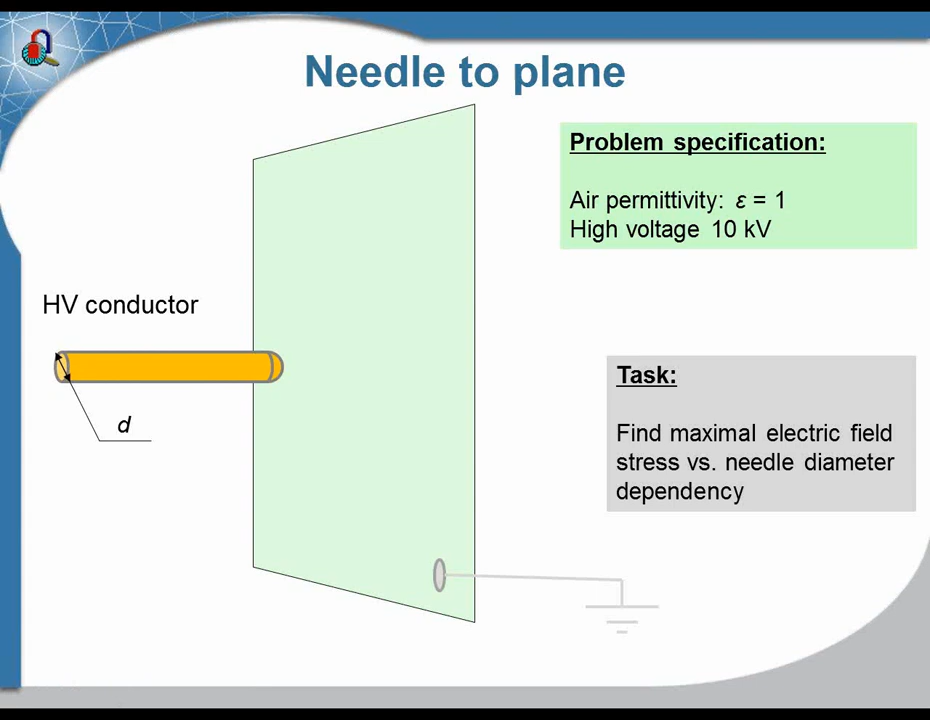 Needle to plane
Problem specification:
Air permittivity: ε = 1
High voltage 10 kV
HV conductor
d
Task:
Find maximal electric field
stress vs. needle diameter
dependency